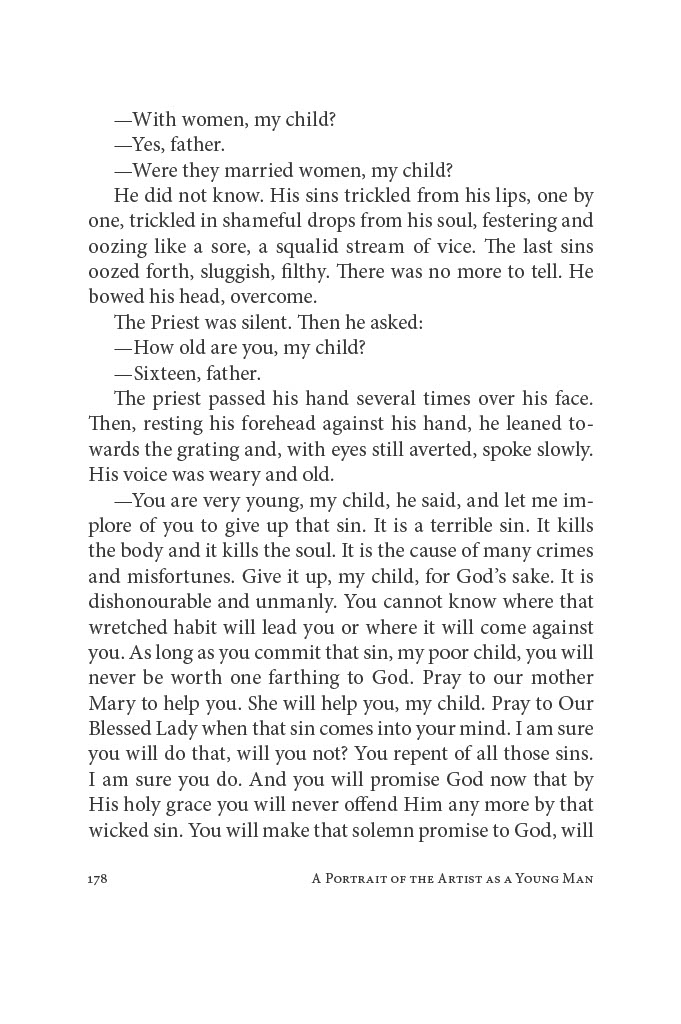 —With women, my child?
—Yes, father.
—Were they married women, my child?
He did not know. His sins trickled from his lips, one by
one, trickled in shameful drops from his soul, festering and
oozing like a sore, a squalid stream of vice. The last sins
oozed forth, sluggish, filthy. There was no more to tell. He
bowed his head, overcome.
The Priest was silent. Then he asked:
—How old are you, my child?
—Sixteen, father.
The priest passed his hand several times over his face.
Then, resting his forehead against his hand, he leaned to-
wards the grating and, with eyes still averted, spoke slowly.
His voice was weary and old.
—You are very young, my child, he said, and let me im-
plore of you to give up that sin. It is a terrible sin. It kills
the body and it kills the soul. It is the cause of many crimes
and misfortunes. Give it up, my child, for God’s sake. It is
dishonourable and unmanly. You cannot know where that
wretched habit will lead you or where it will come against
you. As long as you commit that sin, my poor child, you will
never be worth one farthing to God. Pray to our mother
Mary to help you. She will help you, my child. Pray to Our
Blessed Lady when that sin comes into your mind. I am sure
you will do that, will you not? You repent of all those sins.
I am sure you do. And you will promise God now that by
His holy grace you will never offend Him any more by that
wicked sin. You will make that solemn promise to God, will
178 A Portrait of the Artist as a Young Man